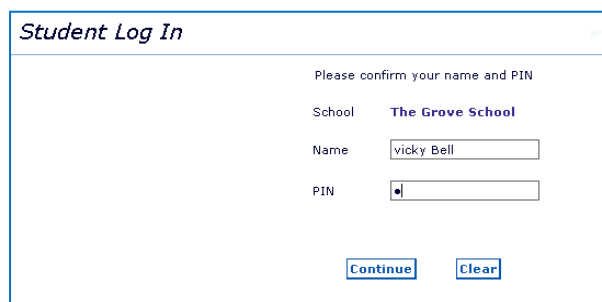 Student Log In
Please confirm your name and PIN
School The Grove School
Name vicky Bell
PIN ●
Continue Clear